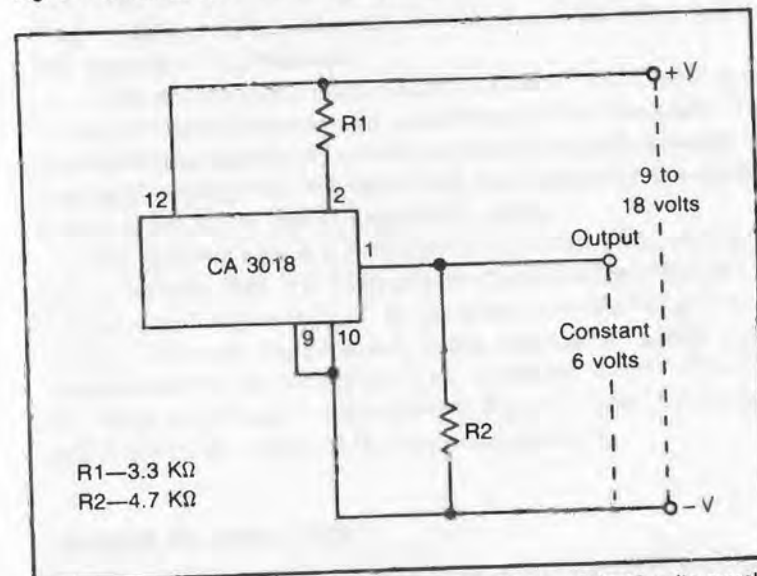 + V
R1
12
2
9 to
18 volts
1
Output
CA 3018
Constant
6 volts
9
10
R2
R1—3.3 KΩ
R2—4.7 KΩ
– V